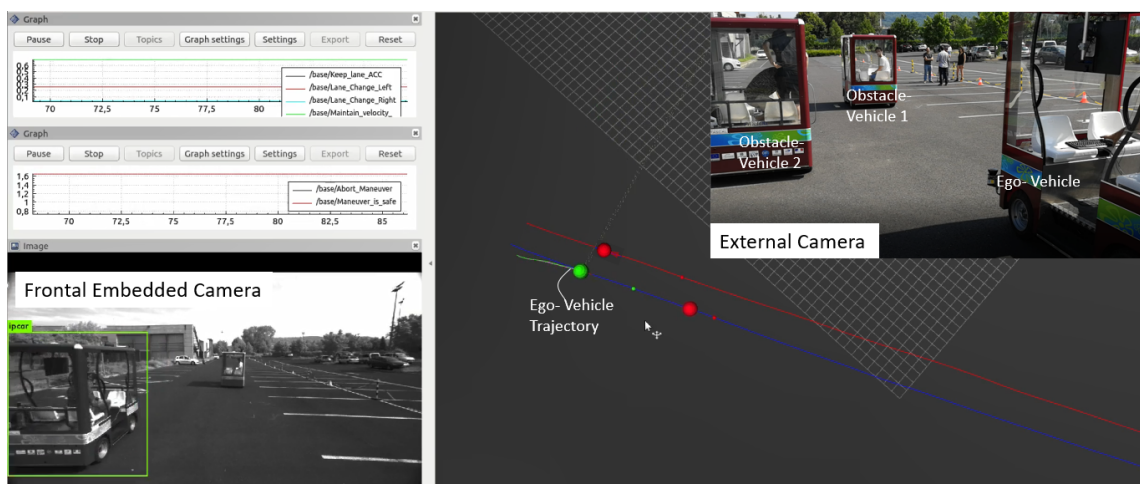 Graph
Pause Stop Topics Graph settings Settings Export Reset
0,6
0,5
0,4
0,3
0,2
0,1
/base/Keep_lane_ACC
/base/Lane_Change_Left
/base/Lane_Change_Right
/base/Maintain_velocity_
70 72,5 75 77,5 80
Graph
Pause Stop Topics Graph settings Settings Export Reset
1,6
1,4
1,2
1
0,8
/base/Abort_Maneuver
/base/Maneuver_is_safe
70 72,5 75 77,5 80 82,5 85
Image
Frontal Embedded Camera
ipcar
Ego- Vehicle
Trajectory
Obstacle-
Vehicle 1
Obstacle-
Vehicle 2
Ego- Vehicle
External Camera